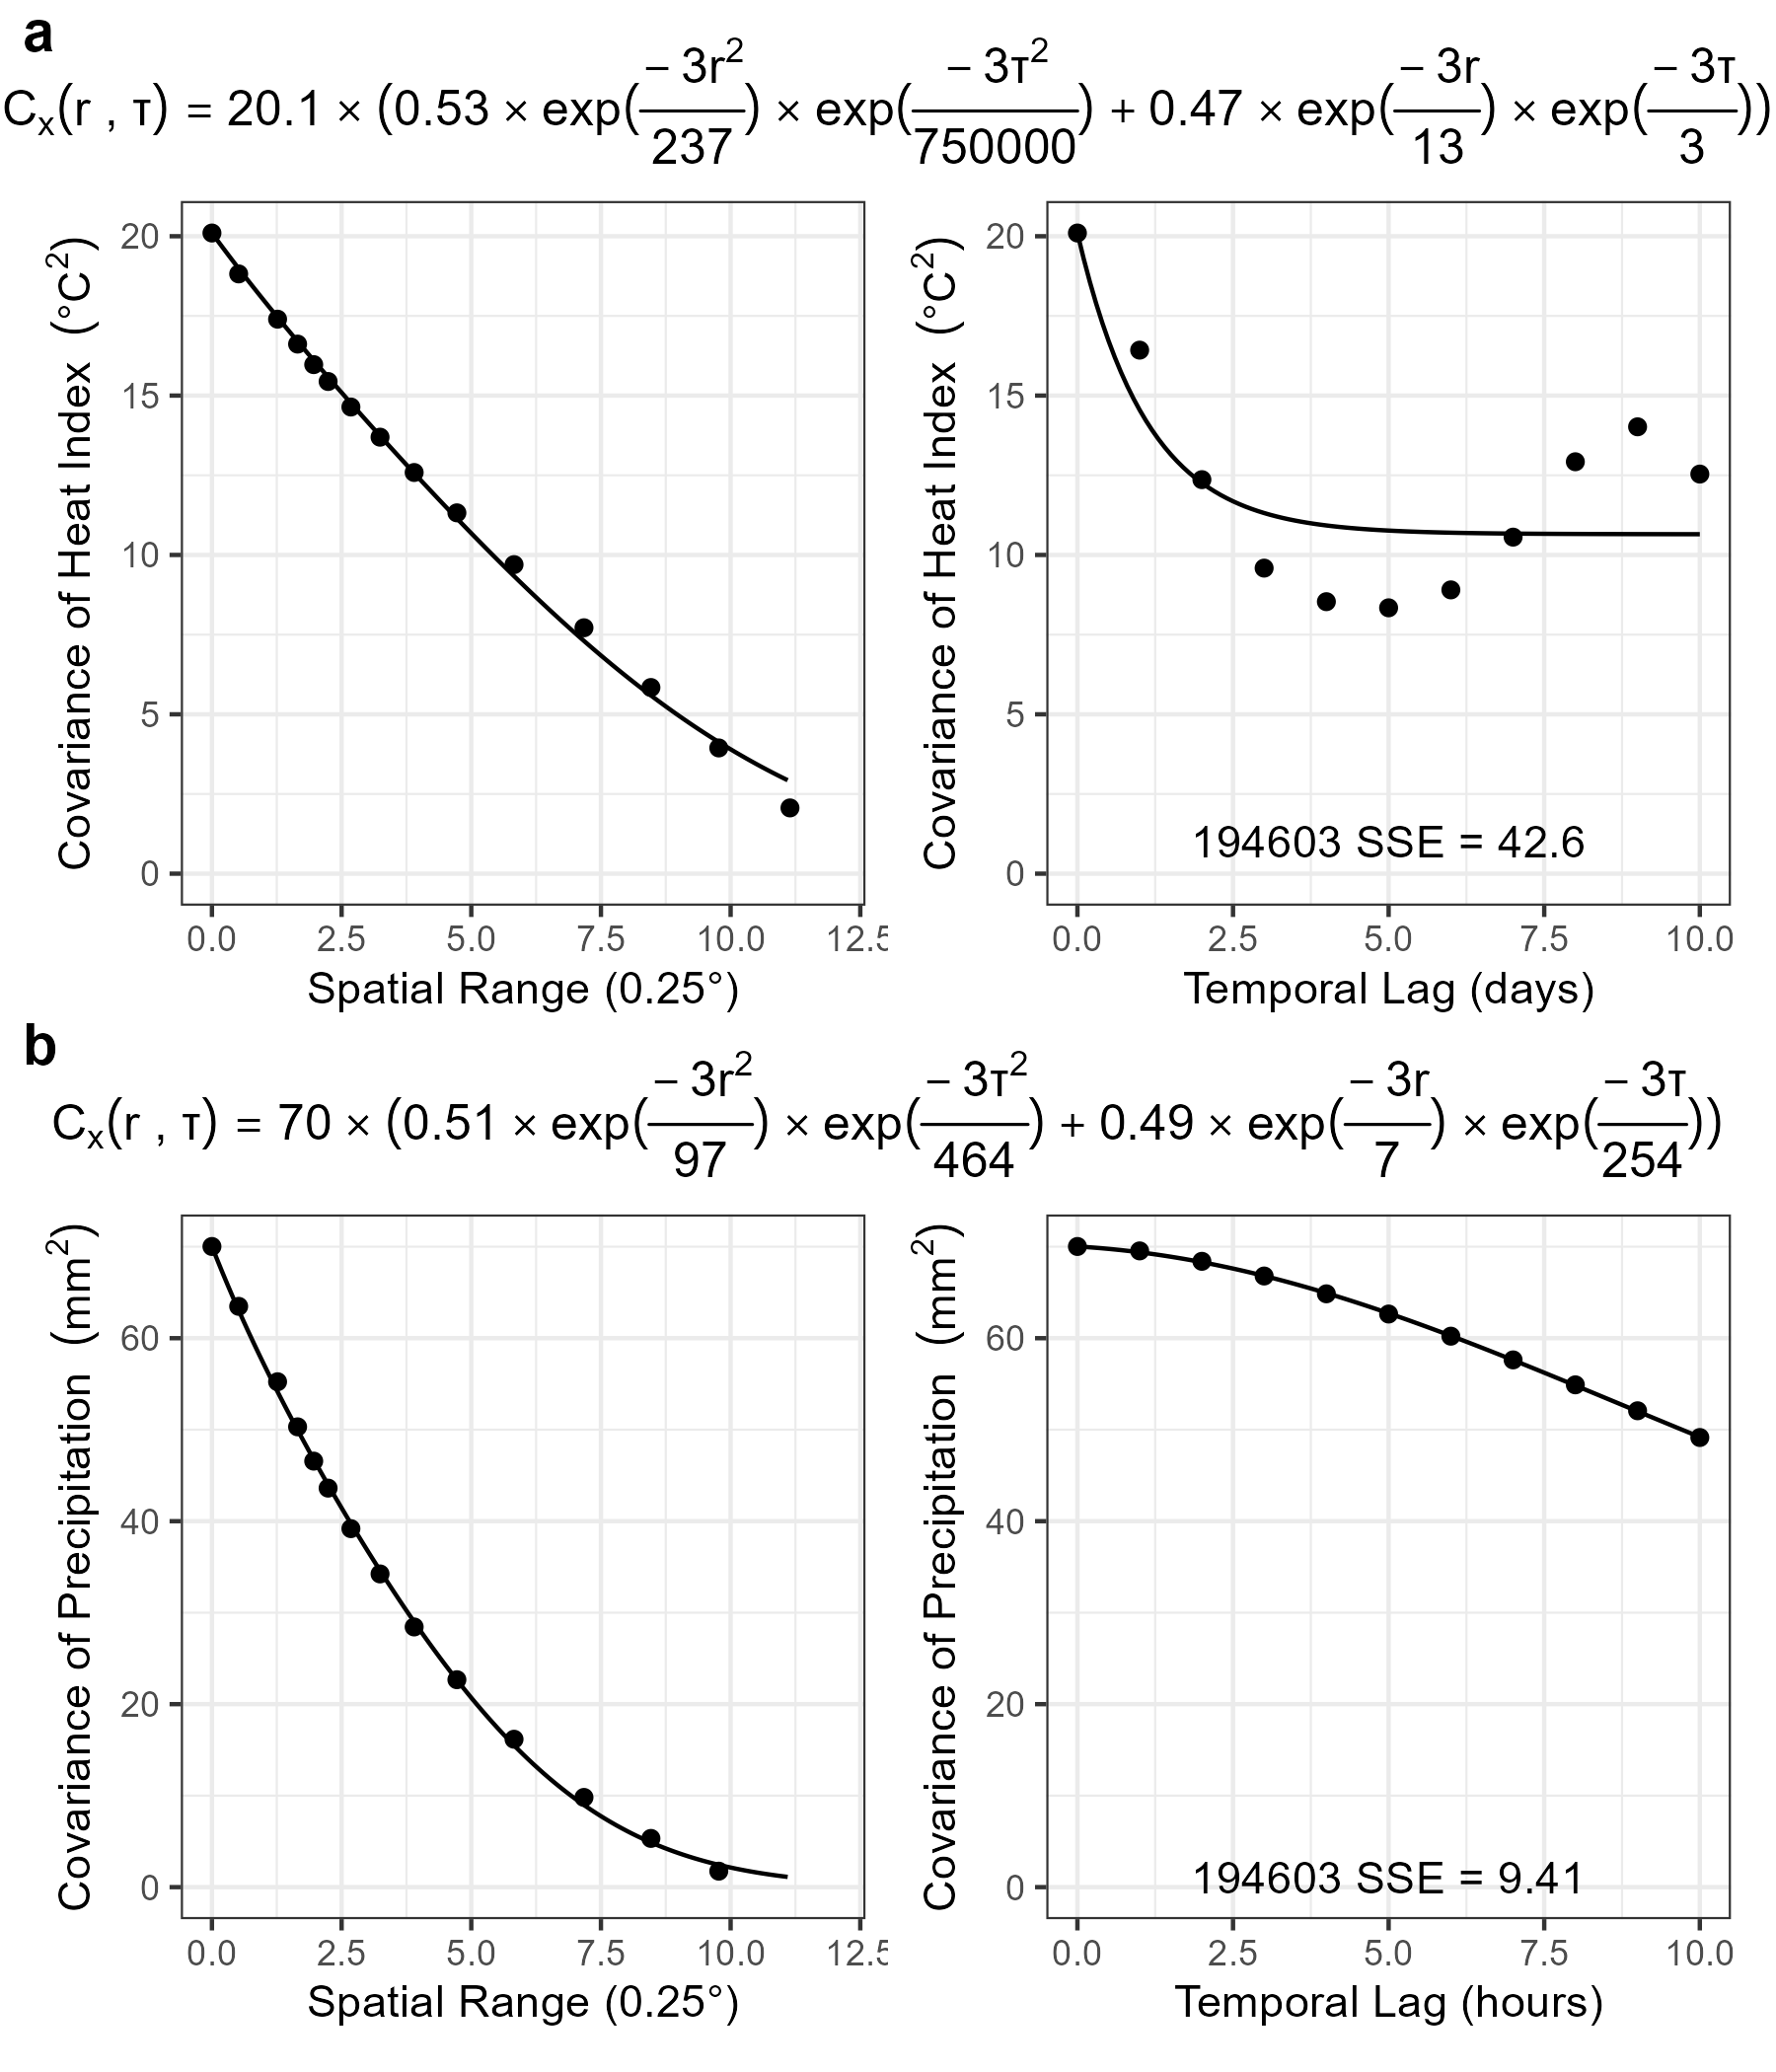 a
Cₓ(r , τ) = 20.1 × (0.53 × exp(− 3r²/237) × exp(− 3τ²/750000) + 0.47 × exp(− 3r/13) × exp(− 3τ/3))
Covariance of Heat Index (°C²)
20
15
10
5
0
0.0 2.5 5.0 7.5 10.0 12.5
Spatial Range (0.25°)
Covariance of Heat Index (°C²)
20
15
10
5
0
194603 SSE = 42.6
0.0 2.5 5.0 7.5 10.0
Temporal Lag (days)
b
Cₓ(r , τ) = 70 × (0.51 × exp(− 3r²/97) × exp(− 3τ²/464) + 0.49 × exp(− 3r/7) × exp(− 3τ/254))
Covariance of Precipitation (mm²)
60
40
20
0
0.0 2.5 5.0 7.5 10.0 12.5
Spatial Range (0.25°)
Covariance of Precipitation (mm²)
60
40
20
0
194603 SSE = 9.41
0.0 2.5 5.0 7.5 10.0
Temporal Lag (hours)